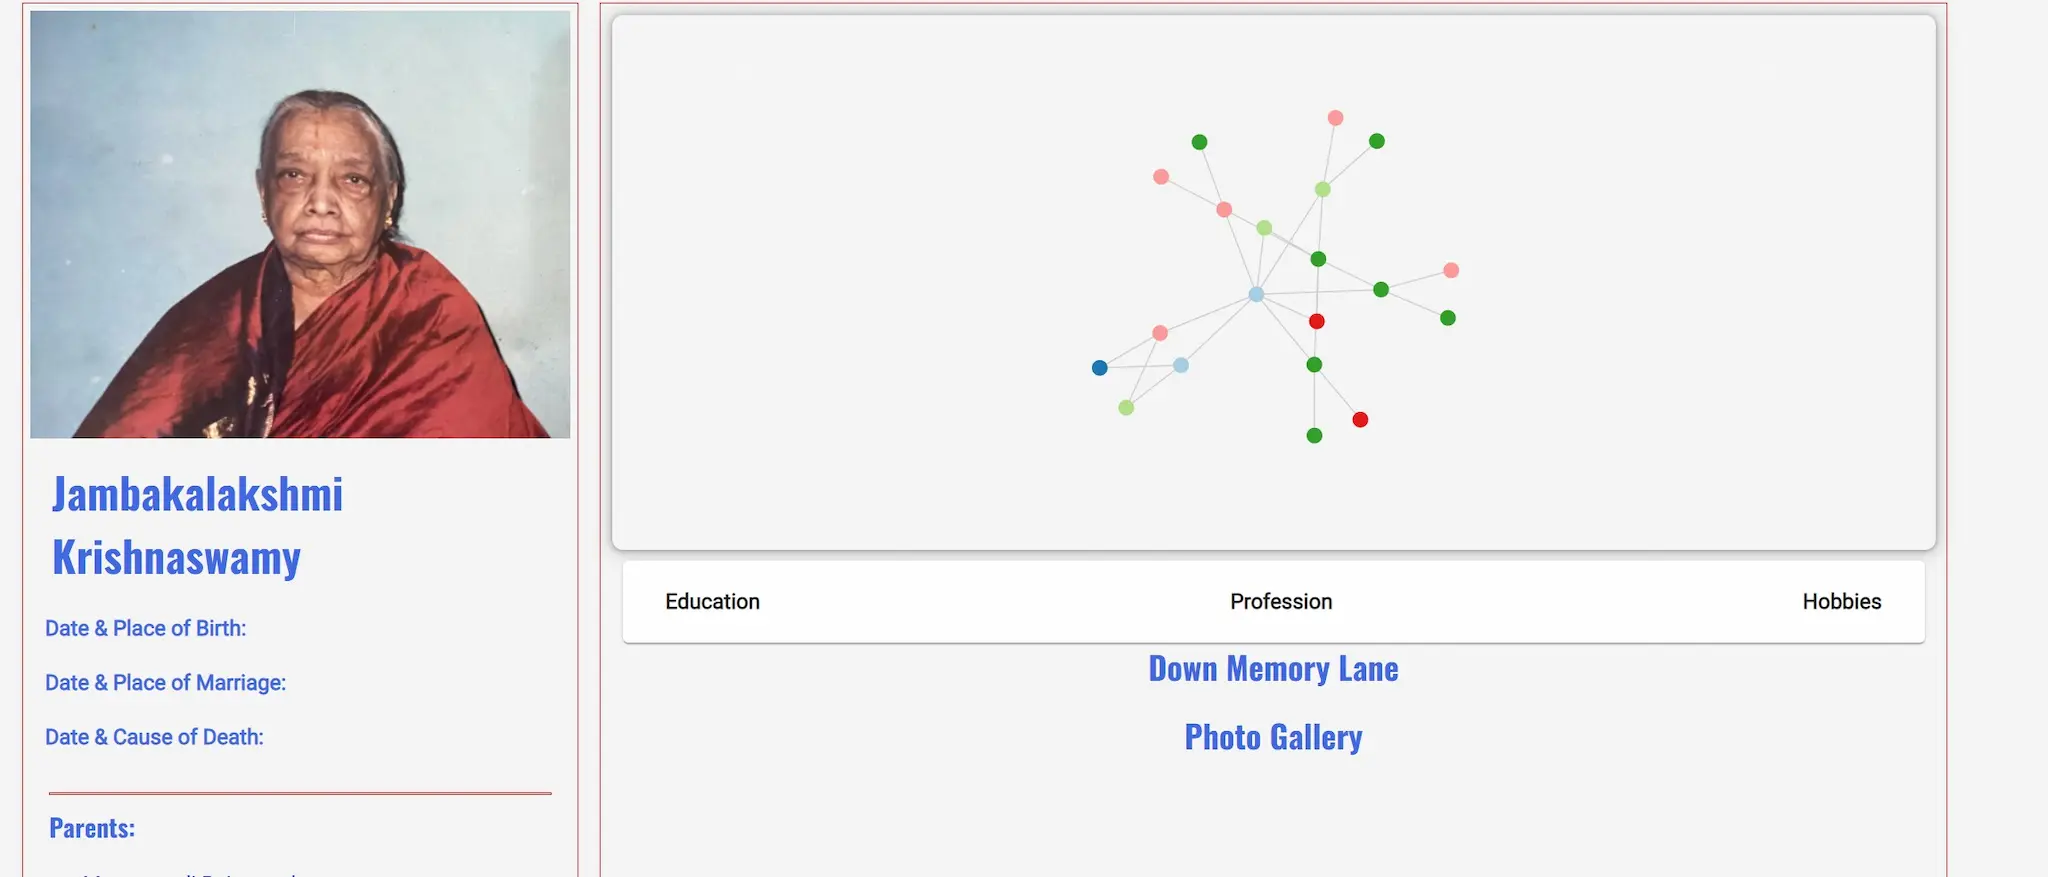 Jambakalakshmi
Krishnaswamy
Date & Place of Birth:
Date & Place of Marriage:
Date & Cause of Death:
Parents:
Education
Profession
Hobbies
Down Memory Lane
Photo Gallery